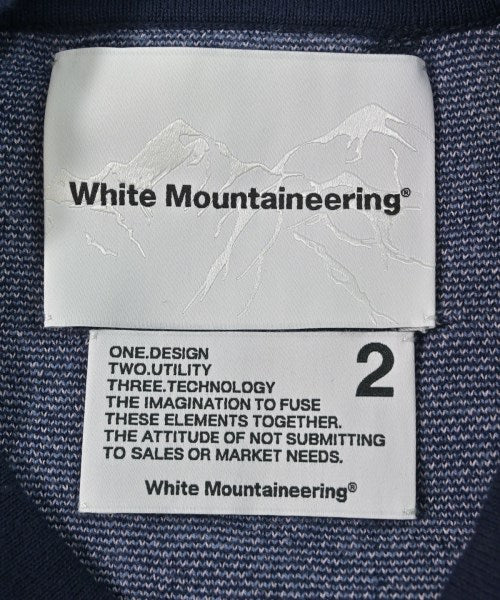 White Mountaineering®
ONE.DESIGN
TWO.UTILITY
THREE.TECHNOLOGY
THE IMAGINATION TO FUSE
THESE ELEMENTS TOGETHER.
THE ATTITUDE OF NOT SUBMITTING
TO SALES OR MARKET NEEDS.
2
White Mountaineering®